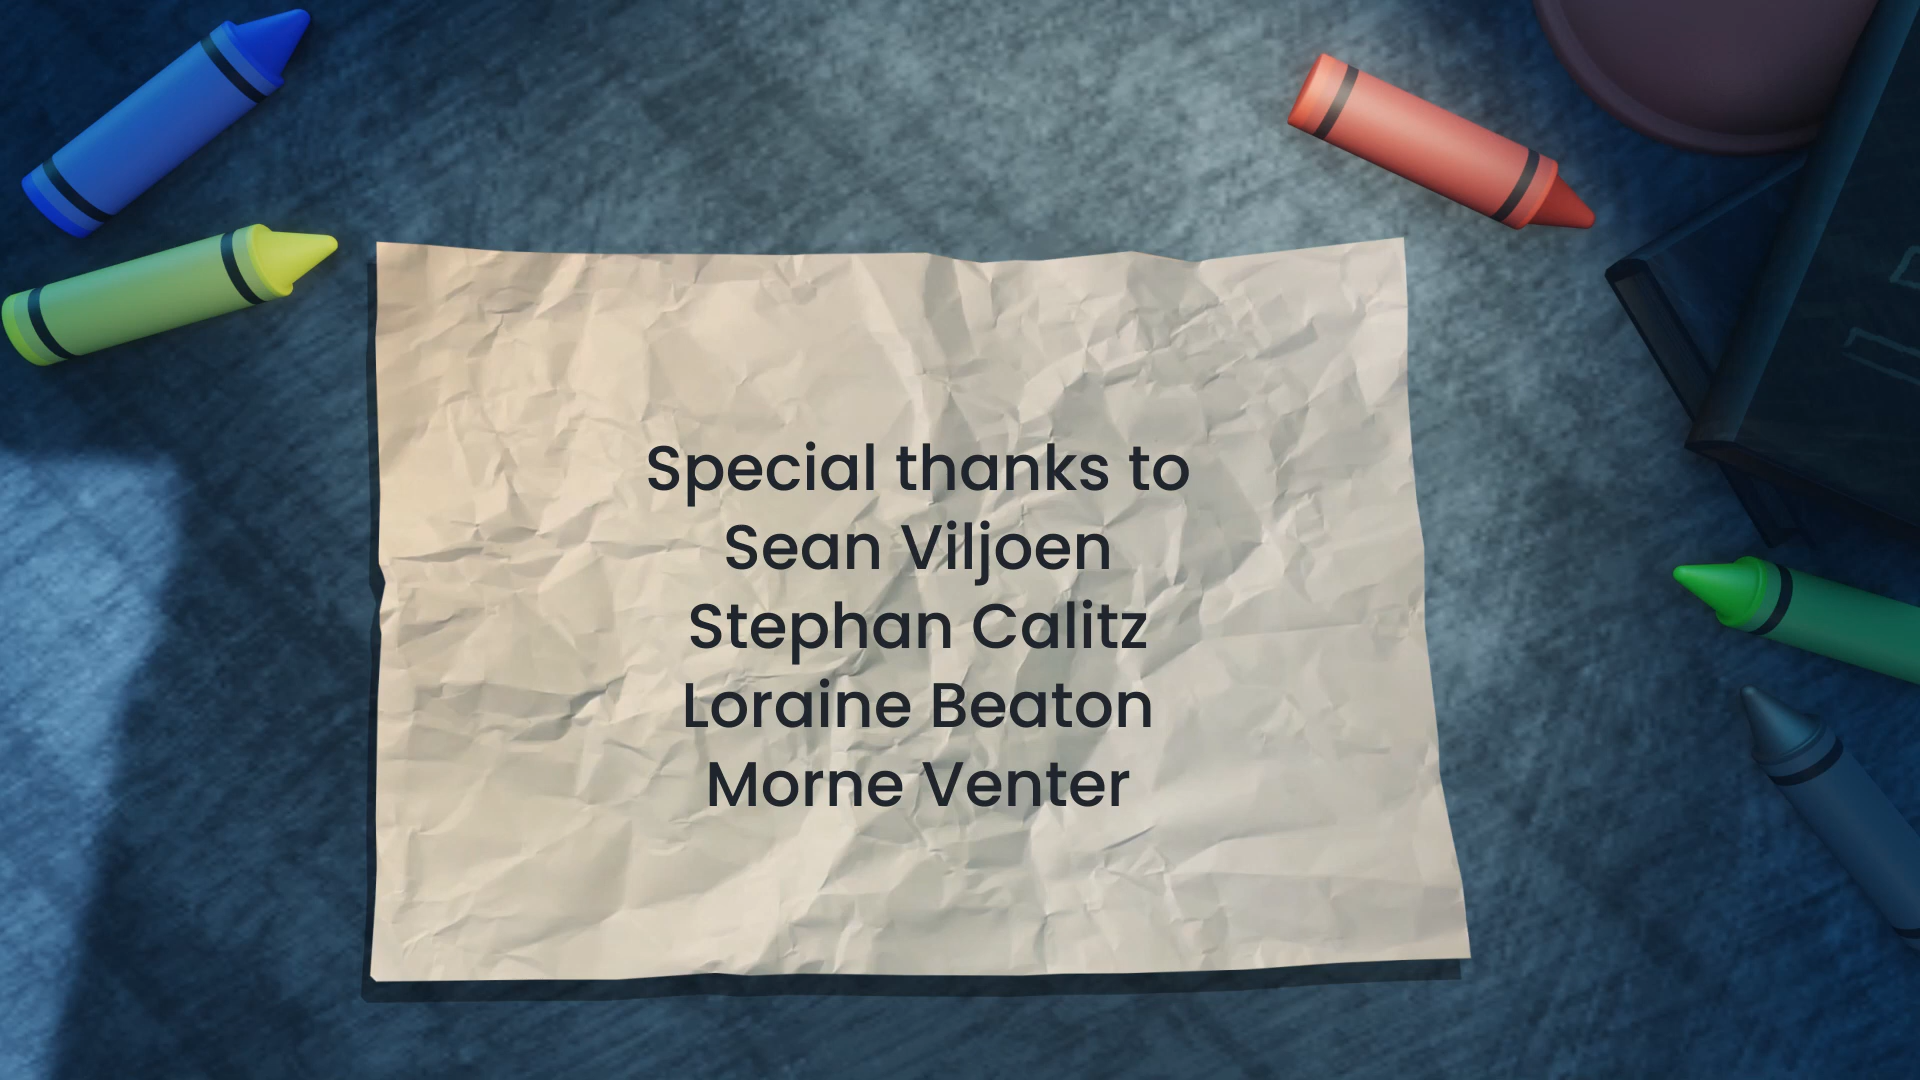 Special thanks to
Sean Viljoen
Stephan Calitz
Loraine Beaton
Morne Venter